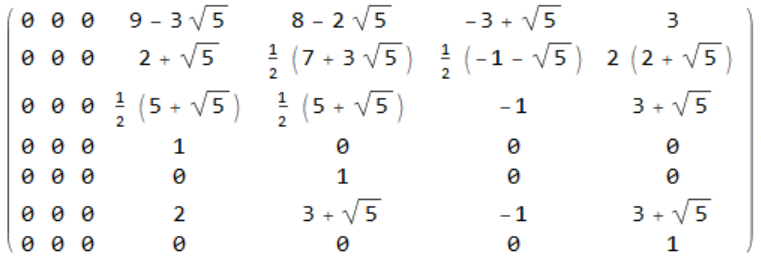 0 0 0 9 - 3 √5 8 - 2 √5 -3 + √5 3
0 0 0 2 + √5 1/2 (7 + 3 √5) 1/2 (-1 - √5) 2 (2 + √5)
0 0 0 1/2 (5 + √5) 1/2 (5 + √5) -1 3 + √5
0 0 0 1 0 0 0
0 0 0 0 1 0 0
0 0 0 2 3 + √5 -1 3 + √5
0 0 0 0 0 0 1